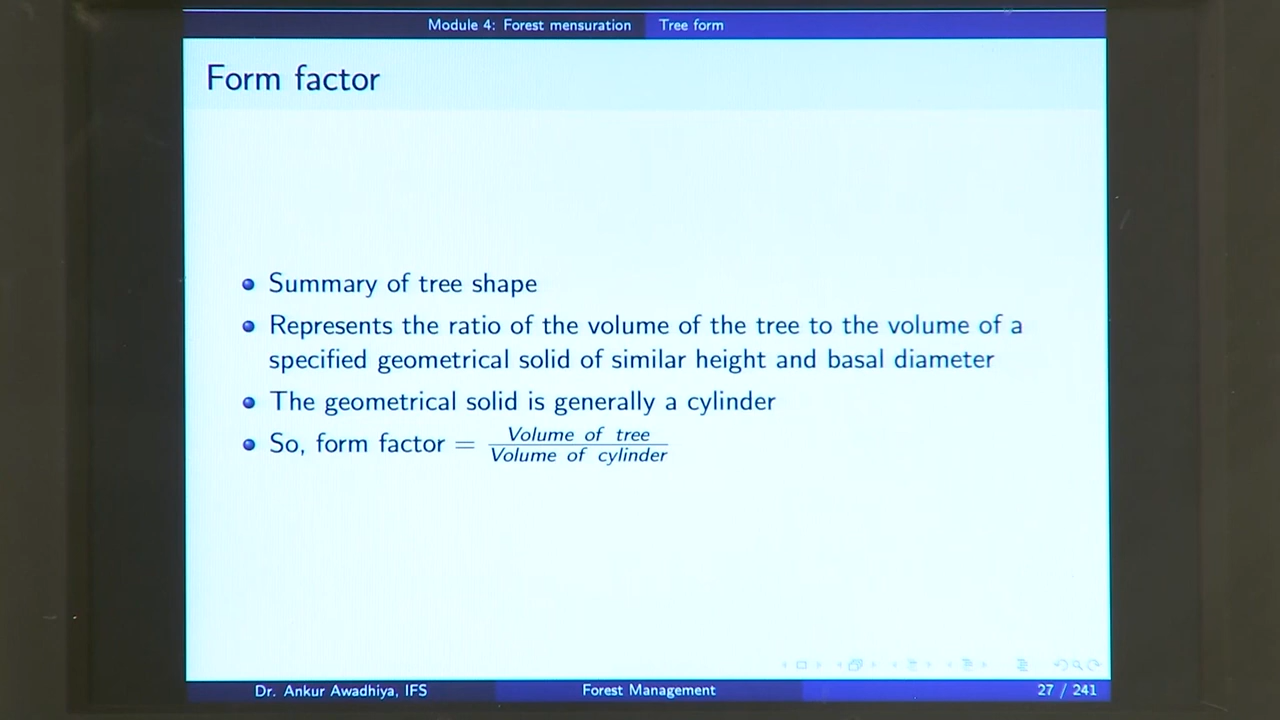 Module 4: Forest mensuration Tree form
Form factor
Summary of tree shape
Represents the ratio of the volume of the tree to the volume of a
specified geometrical solid of similar height and basal diameter
The geometrical solid is generally a cylinder
So, form factor = Volume of tree / Volume of cylinder
Dr. Ankur Awadhiya, IFS Forest Management 27 / 241